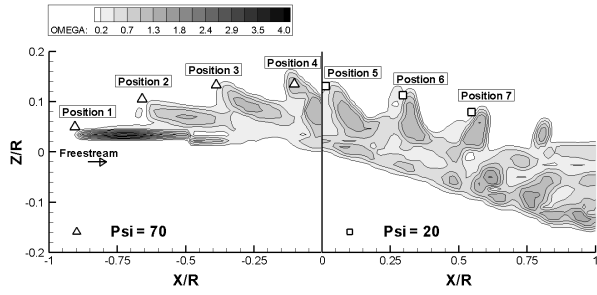 OMEGA: 0.2 0.7 1.3 1.8 2.4 2.9 3.5 4.0
0.2
0.1
0
-0.1
-0.2
Z/R
Position 1
Position 2
Position 3
Position 4
Position 5
Postion 6
Position 7
Freestream
Psi = 70
Psi = 20
-1 -0.75 -0.5 -0.25 0 0.25 0.5 0.75 1
X/R X/R